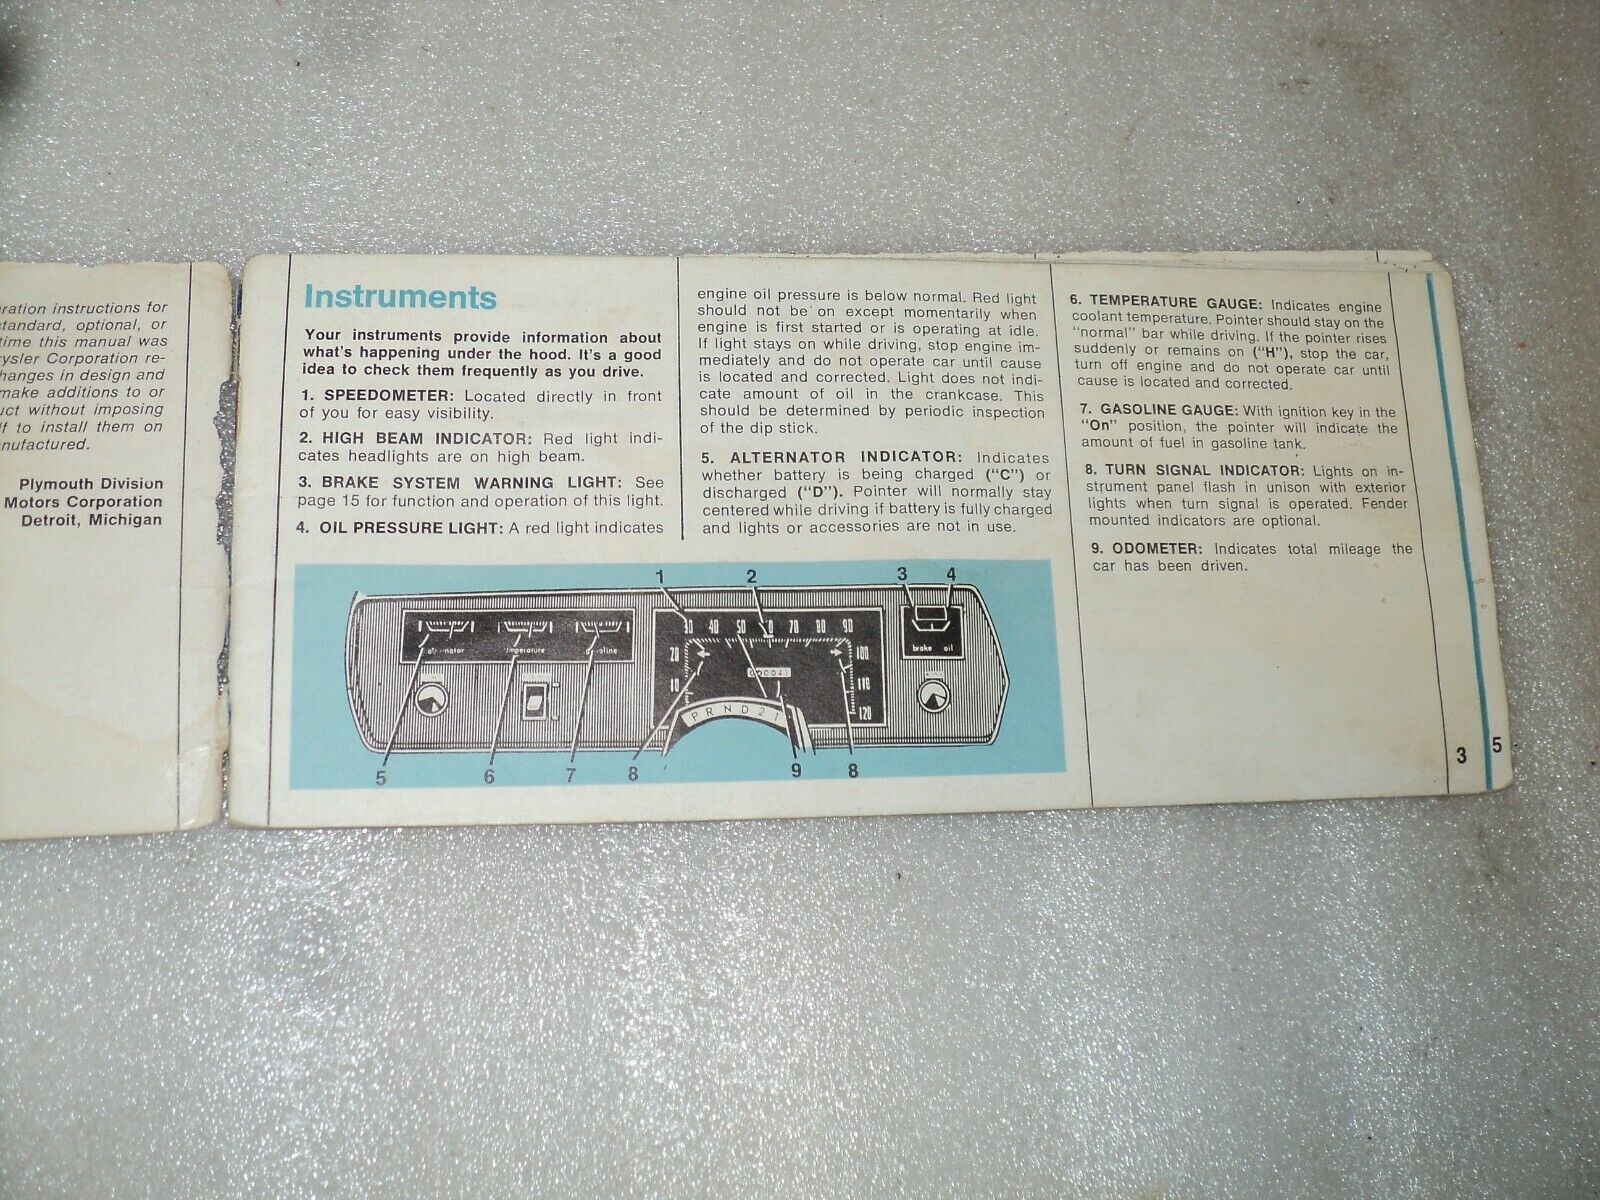 ration instructions for
tandard, optional, or
time this manual was
rysler Corporation re-
hanges in design and
make additions to or
uct without imposing
lf to install them on
nufactured.
Plymouth Division
Motors Corporation
Detroit, Michigan
Instruments
Your instruments provide information about
what's happening under the hood. It's a good
idea to check them frequently as you drive.
1. SPEEDOMETER: Located directly in front
of you for easy visibility.
2. HIGH BEAM INDICATOR: Red light indi-
cates headlights are on high beam.
3. BRAKE SYSTEM WARNING LIGHT: See
page 15 for function and operation of this light.
4. OIL PRESSURE LIGHT: A red light indicates
engine oil pressure is below normal. Red light
should not be on except momentarily when
engine is first started or is operating at idle.
If light stays on while driving, stop engine im-
mediately and do not operate car until cause
is located and corrected. Light does not indi-
cate amount of oil in the crankcase. This
should be determined by periodic inspection
of the dip stick.
5. ALTERNATOR INDICATOR: Indicates
whether battery is being charged ("C") or
discharged ("D"). Pointer will normally stay
centered while driving if battery is fully charged
and lights or accessories are not in use.
6. TEMPERATURE GAUGE: Indicates engine
coolant temperature. Pointer should stay on the
"normal" bar while driving. If the pointer rises
suddenly or remains on ("H"), stop the car,
turn off engine and do not operate car until
cause is located and corrected.
7. GASOLINE GAUGE: With ignition key in the
"On" position, the pointer will indicate the
amount of fuel in gasoline tank.
8. TURN SIGNAL INDICATOR: Lights on in-
strument panel flash in unison with exterior
lights when turn signal is operated. Fender
mounted indicators are optional.
9. ODOMETER: Indicates total mileage the
car has been driven.
1 2 3 4
30 40 50 60 70 80 90
20 100
10 110
120
brake oil
P R N D 2 1
5 6 7 8 9 8
3 5